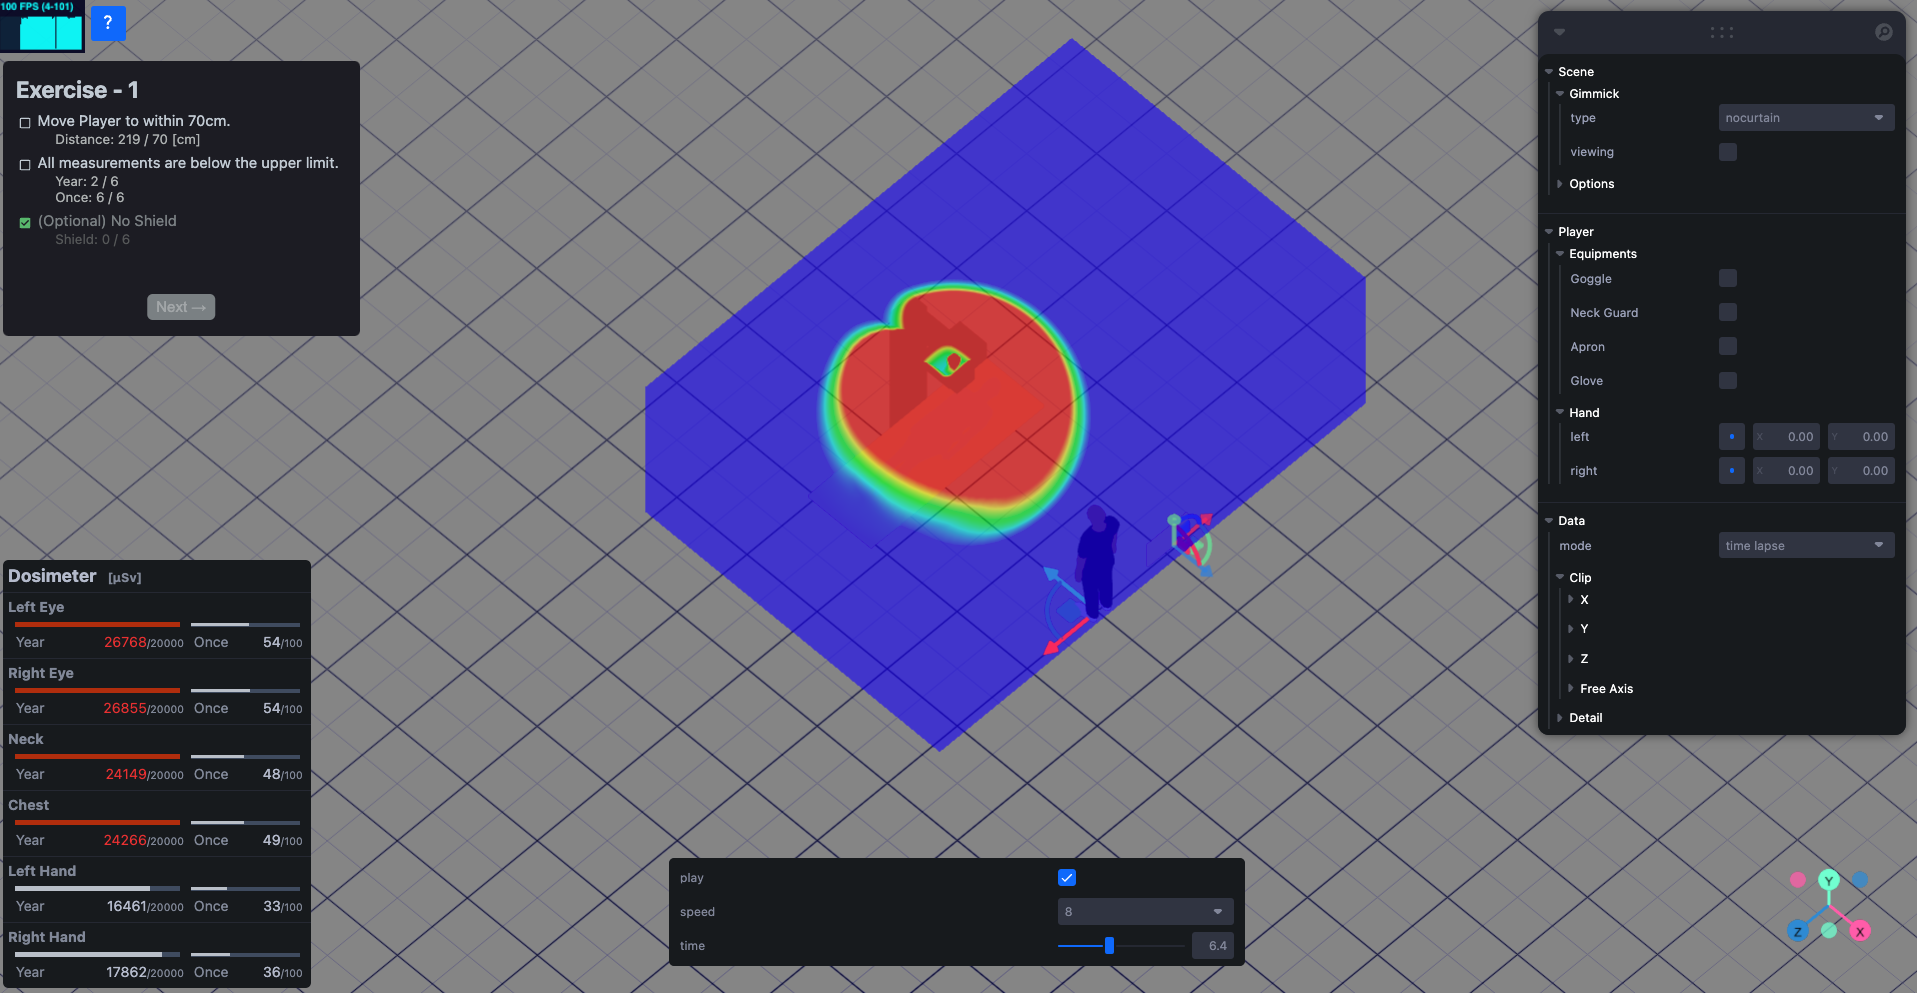 100 FPS (4-101)
?
Exercise - 1
Move Player to within 70cm.
Distance: 219 / 70 [cm]
All measurements are below the upper limit.
Year: 2 / 6
Once: 6 / 6
(Optional) No Shield
Shield: 0 / 6
Next →
Dosimeter [μSv]
Left Eye
Year 26768/20000 Once 54/100
Right Eye
Year 26855/20000 Once 54/100
Neck
Year 24149/20000 Once 48/100
Chest
Year 24266/20000 Once 49/100
Left Hand
Year 16461/20000 Once 33/100
Right Hand
Year 17862/20000 Once 36/100
play
speed 8
time 6.4
Scene
Gimmick
type nocurtain
viewing
Options
Player
Equipments
Goggle
Neck Guard
Apron
Glove
Hand
left X 0.00 Y 0.00
right X 0.00 Y 0.00
Data
mode time lapse
Clip
X
Y
Z
Free Axis
Detail
Y
Z X